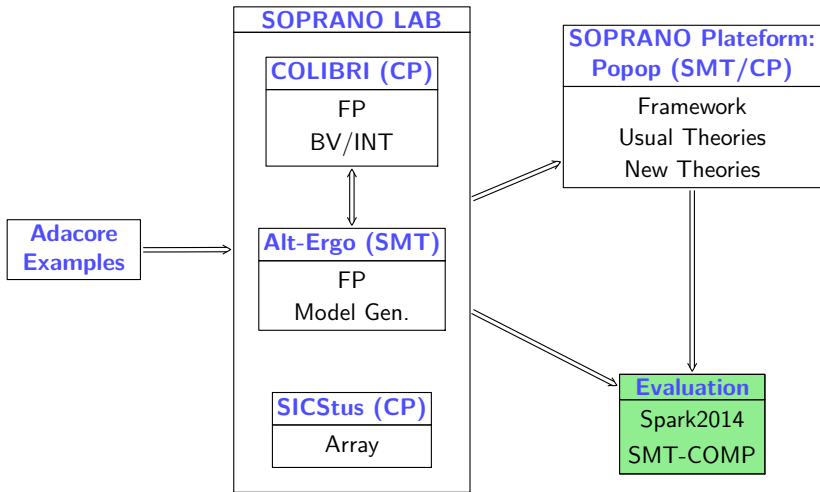 Adacore
Examples
SOPRANO LAB
COLIBRI (CP)
FP
BV/INT
Alt-Ergo (SMT)
FP
Model Gen.
SICStus (CP)
Array
SOPRANO Plateform:
Popop (SMT/CP)
Framework
Usual Theories
New Theories
Evaluation
Spark2014
SMT-COMP